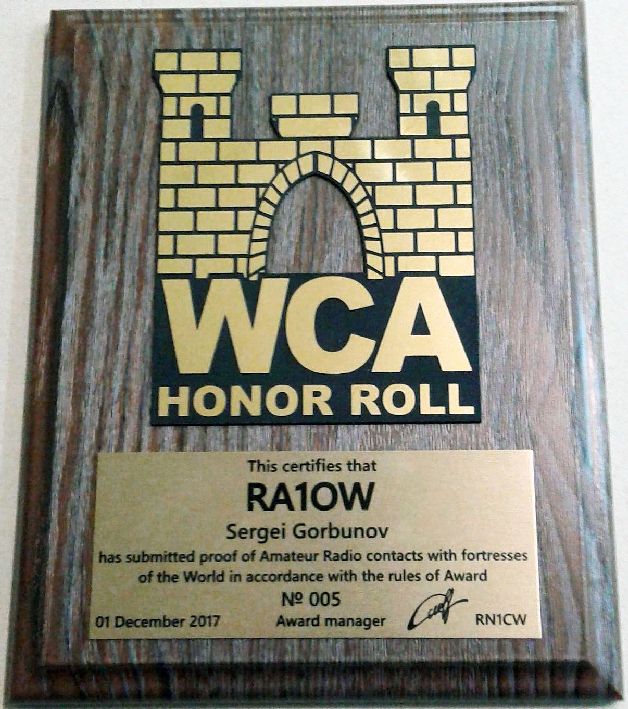 WCA
HONOR ROLL
This certifies that
RA1OW
Sergei Gorbunov
has submitted proof of Amateur Radio contacts with fortresses
of the World in accordance with the rules of Award
№ 005
01 December 2017 Award manager RN1CW